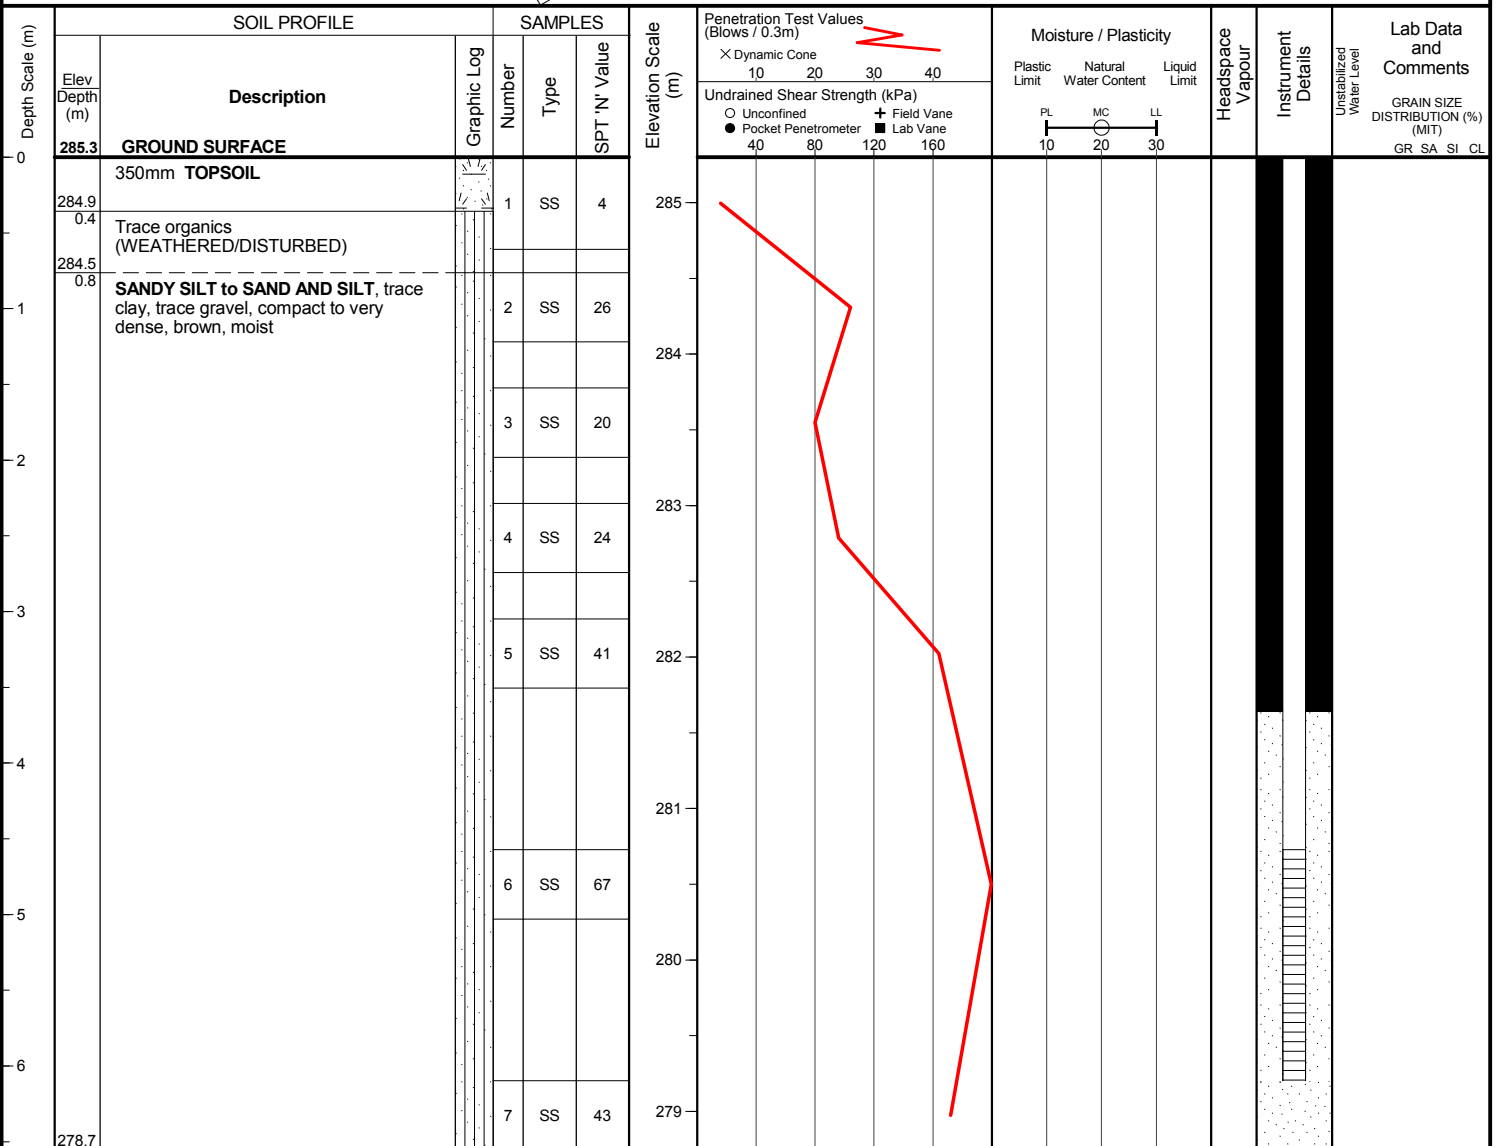 SOIL PROFILE
SAMPLES
Depth Scale (m)
Elev
Depth
(m)
Description
Graphic Log
Number
Type
SPT 'N' Value
Elevation Scale
(m)
Penetration Test Values
(Blows / 0.3m)
Dynamic Cone
10 20 30 40
Undrained Shear Strength (kPa)
Unconfined
Field Vane
Pocket Penetrometer
Lab Vane
40 80 120 160
Moisture / Plasticity
Plastic
Limit
Natural
Water Content
Liquid
Limit
PL MC LL
10 20 30
Headspace
Vapour
Instrument
Details
Unstabilized
Water Level
Lab Data
and
Comments
GRAIN SIZE
DISTRIBUTION (%)
(MIT)
GR SA SI CL
285.3 GROUND SURFACE
0
350mm TOPSOIL
284.9
0.4
1 SS 4
285
Trace organics
(WEATHERED/DISTURBED)
284.5
0.8
SANDY SILT to SAND AND SILT, trace
clay, trace gravel, compact to very
dense, brown, moist
1
2 SS 26
284
3 SS 20
2
283
4 SS 24
3
5 SS 41
282
4
281
6 SS 67
5
280
6
7 SS 43
279
278.7